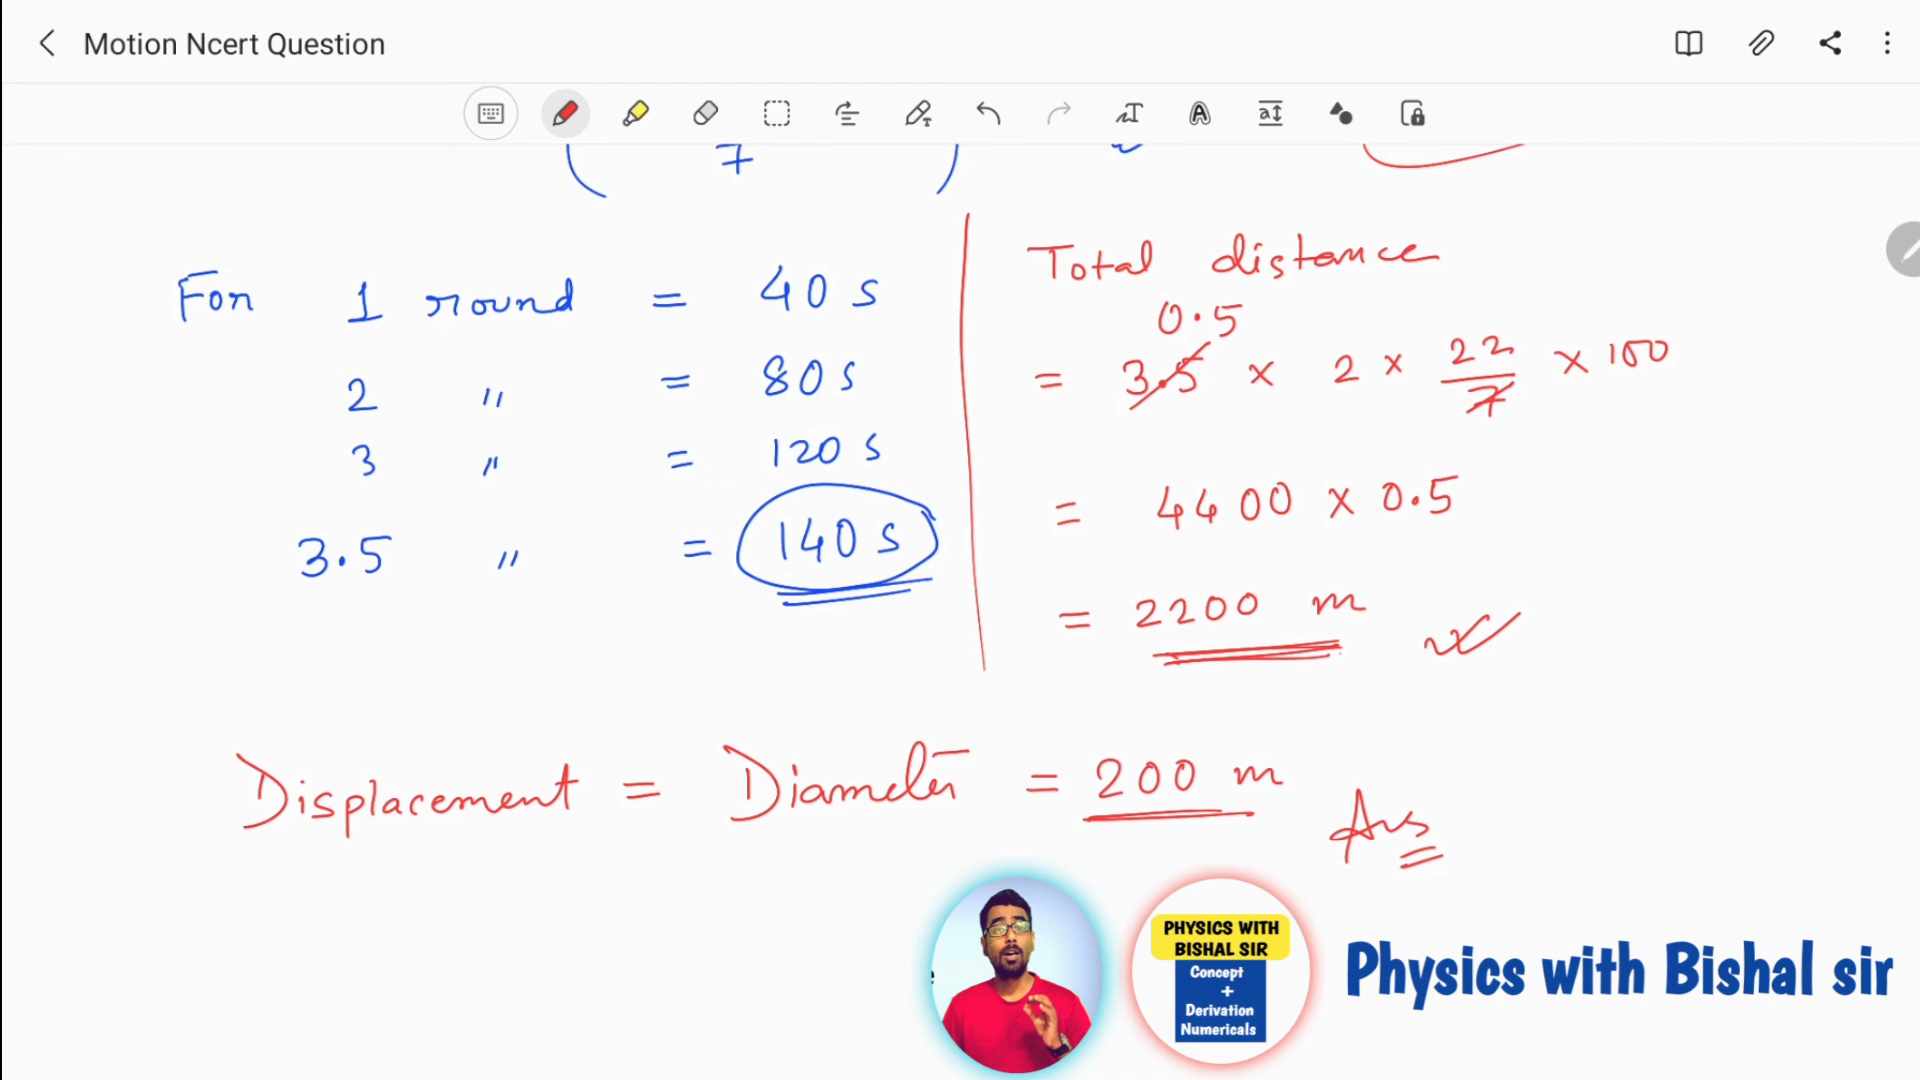 Motion Ncert Question
7
For 1 round = 40 s
2 " = 80 s
3 " = 120 s
3.5 " = 140 s
Total distance
0.5
= 3.5 × 2 × 22/7 × 100
= 4400 × 0.5
= 2200 m
Displacement = Diameter = 200 m
Ans
PHYSICS WITH
BISHAL SIR
Concept
+
Derivation
Numericals
Physics with Bishal sir